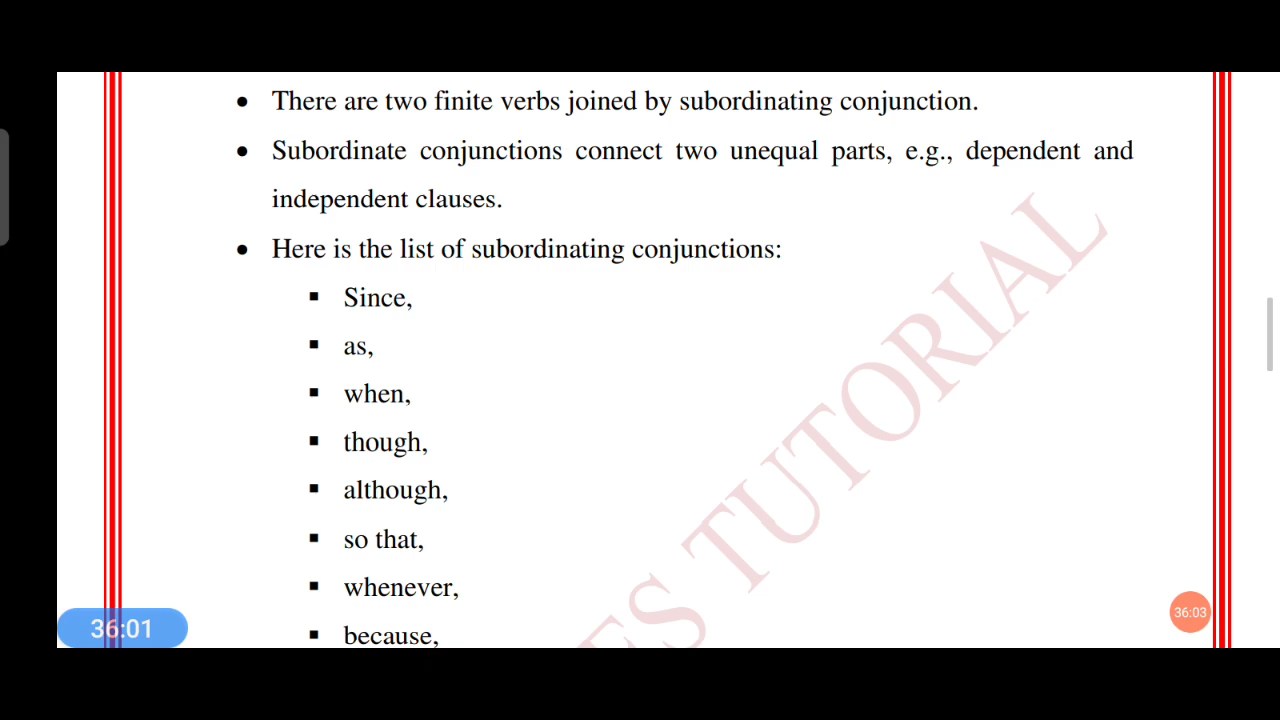 • There are two finite verbs joined by subordinating conjunction.
• Subordinate conjunctions connect two unequal parts, e.g., dependent and
independent clauses.
• Here is the list of subordinating conjunctions:
▪ Since,
▪ as,
▪ when,
▪ though,
▪ although,
▪ so that,
▪ whenever,
▪ because,
TUTORIAL
36:01
36:03